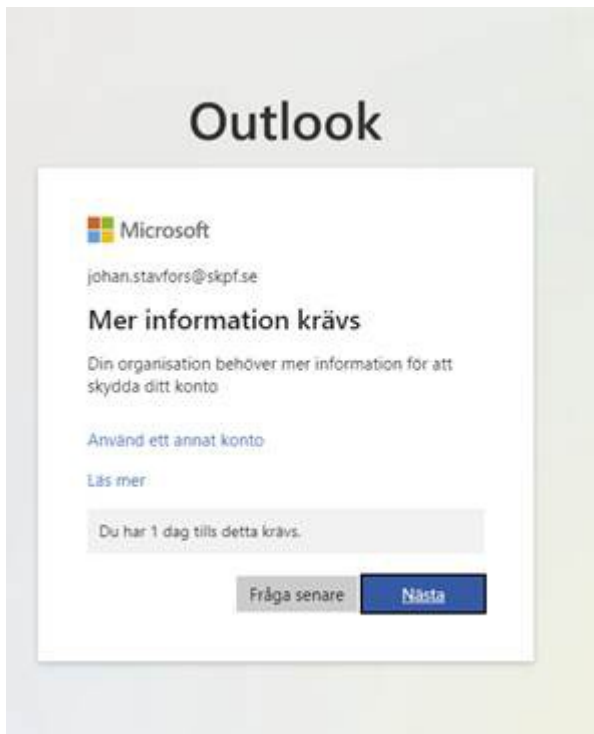 Outlook
Microsoft
johan.stavfors@skpf.se
Mer information krävs
Din organisation behöver mer information för att
skydda ditt konto
Använd ett annat konto
Läs mer
Du har 1 dag tills detta krävs.
Fråga senare
Nästa